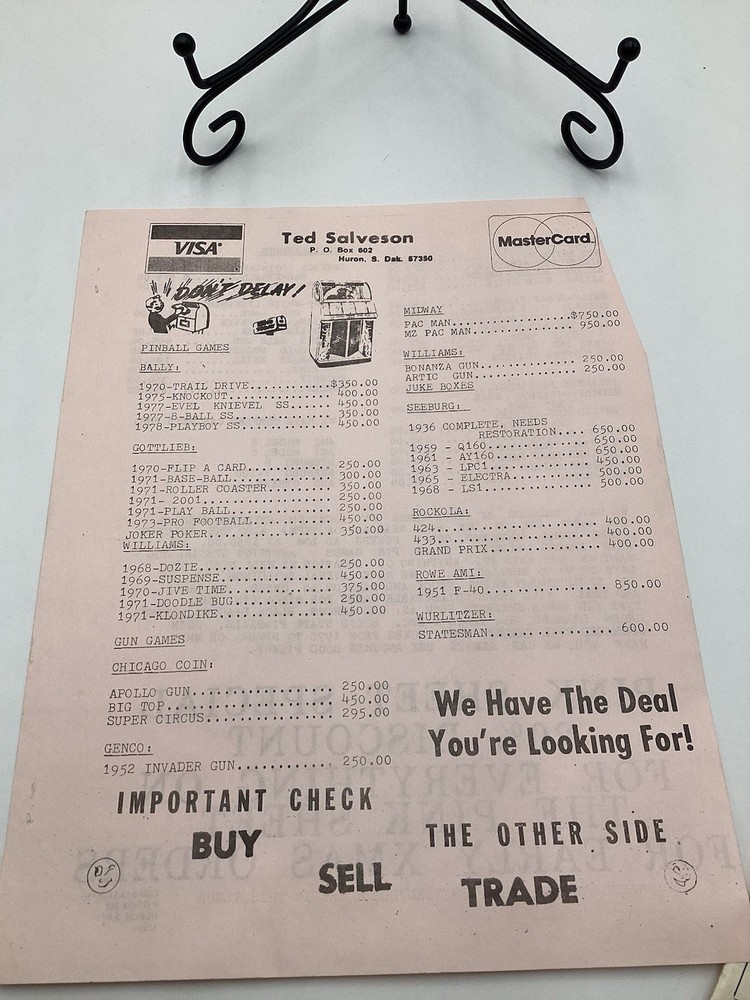 VISA®
Ted Salveson
P. O. Box 602
Huron, S. Dak. 57350
MasterCard
DON'T DELAY!
PINBALL GAMES
BALLY:
1970-TRAIL DRIVE..........$350.00
1975-KNOCKOUT............. 400.00
1977-EVEL KNIEVEL SS..... 450.00
1977-8-BALL SS........... 350.00
1978-PLAYBOY SS.......... 450.00
GOTTLIEB:
1970-FLIP A CARD......... 250.00
1971-BASE-BALL........... 300.00
1971-ROLLER COASTER...... 350.00
1971- 2001............... 250.00
1971-PLAY BALL........... 250.00
1973-PRO FOOTBALL........ 450.00
JOKER POKER.............. 350.00
WILLIAMS:
1968-DOZIE............... 250.00
1969-SUSPENSE............ 450.00
1970-JIVE TIME........... 375.00
1971-DOODLE BUG.......... 250.00
1971-KLONDIKE............ 450.00
GUN GAMES
CHICAGO COIN:
APOLLO GUN............... 250.00
BIG TOP.................. 450.00
SUPER CIRCUS............. 295.00
GENCO:
1952 INVADER GUN......... 250.00
MIDWAY
PAC MAN...............$750.00
MZ PAC MAN............ 950.00
WILLIAMS:
BONANZA GUN........... 250.00
ARTIC GUN............. 250.00
JUKE BOXES
SEEBURG:
1936 COMPLETE, NEEDS
RESTORATION.... 650.00
1959 - Q160............ 650.00
1961 - AY160........... 650.00
1963 - LPC1............ 450.00
1965 - ELECTRA......... 500.00
1968 - LS1............. 500.00
ROCKOLA:
424.................... 400.00
433.................... 400.00
GRAND PRIX............. 400.00
ROWE AMI:
1951 F-40.............. 850.00
WURLITZER:
STATESMAN.............. 600.00
We Have The Deal
You're Looking For!
IMPORTANT CHECK
THE OTHER SIDE
BUY
SELL
TRADE